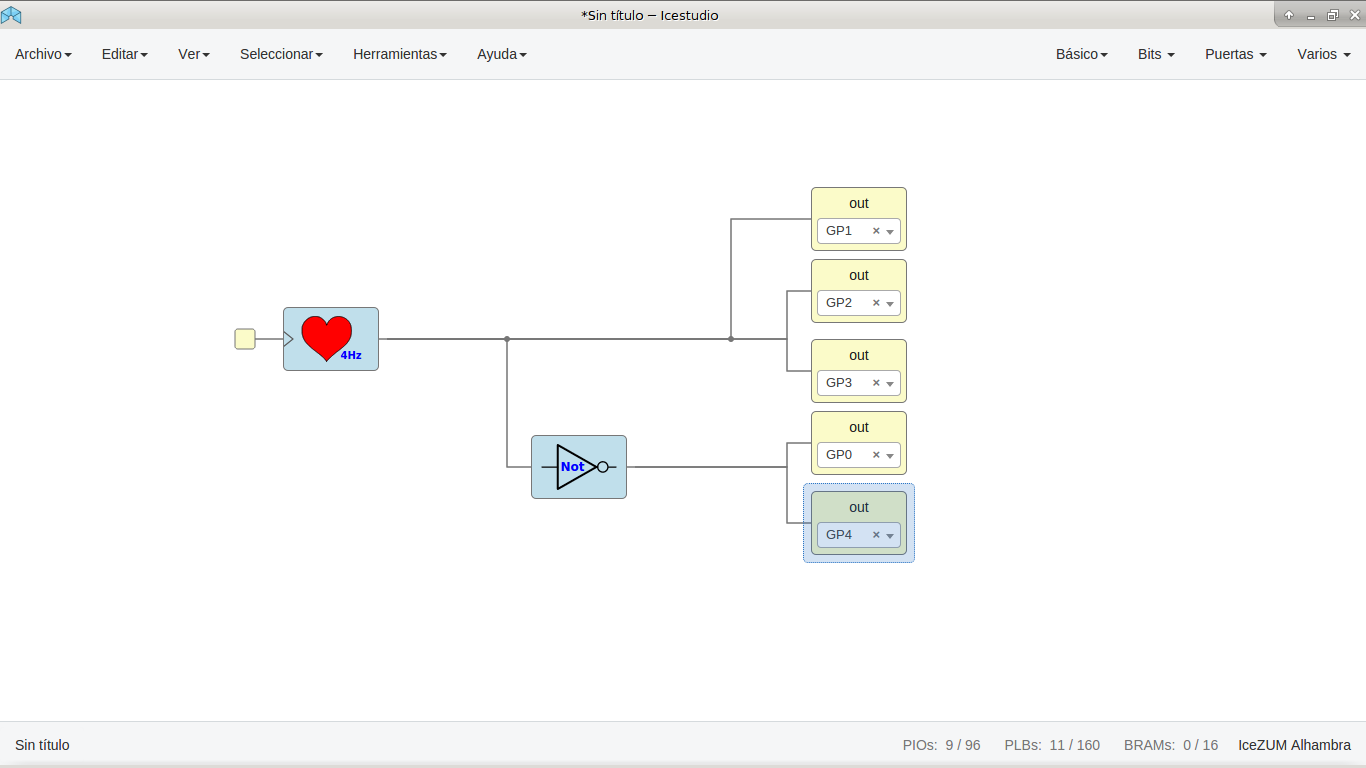 *Sin título – Icestudio
Archivo Editar Ver Seleccionar Herramientas Ayuda Básico Bits Puertas Varios
out
GP1 ×
out
GP2 ×
4Hz
out
GP3 ×
out
GP0 ×
Not
out
GP4 ×
Sin título PIOs: 9 / 96 PLBs: 11 / 160 BRAMs: 0 / 16 IceZUM Alhambra